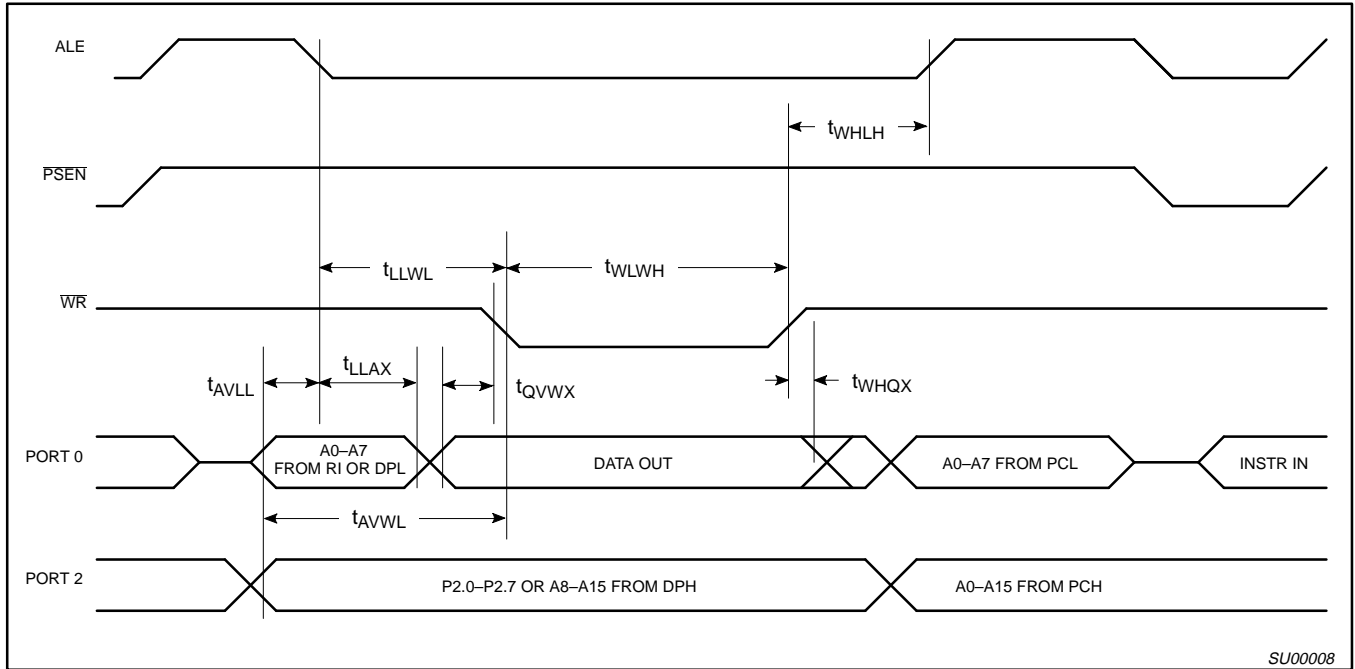 ALE
tWHLH
PSEN
tLLWL
tWLWH
WR
tAVLL
tLLAX
tQVWX
tWHQX
PORT 0
A0–A7
FROM RI OR DPL
DATA OUT
A0–A7 FROM PCL
INSTR IN
tAVWL
PORT 2
P2.0–P2.7 OR A8–A15 FROM DPH
A0–A15 FROM PCH
SU00008